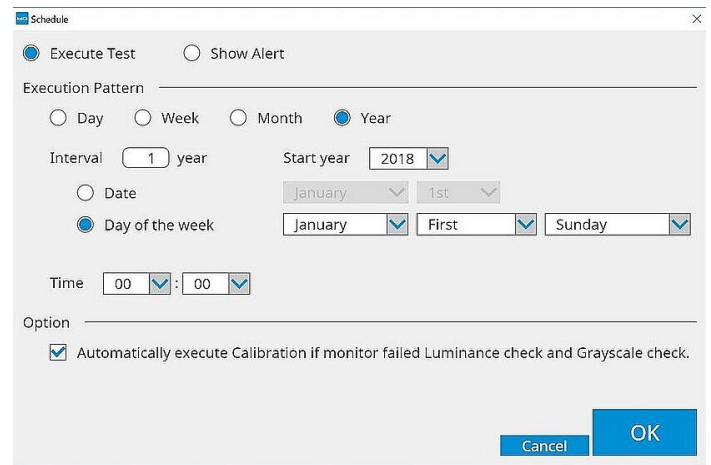 Schedule
Execute Test Show Alert
Execution Pattern
Day Week Month Year
Interval 1 year Start year 2018
Date January 1st
Day of the week January First Sunday
Time 00 : 00
Option
Automatically execute Calibration if monitor failed Luminance check and Grayscale check.
OK
Cancel